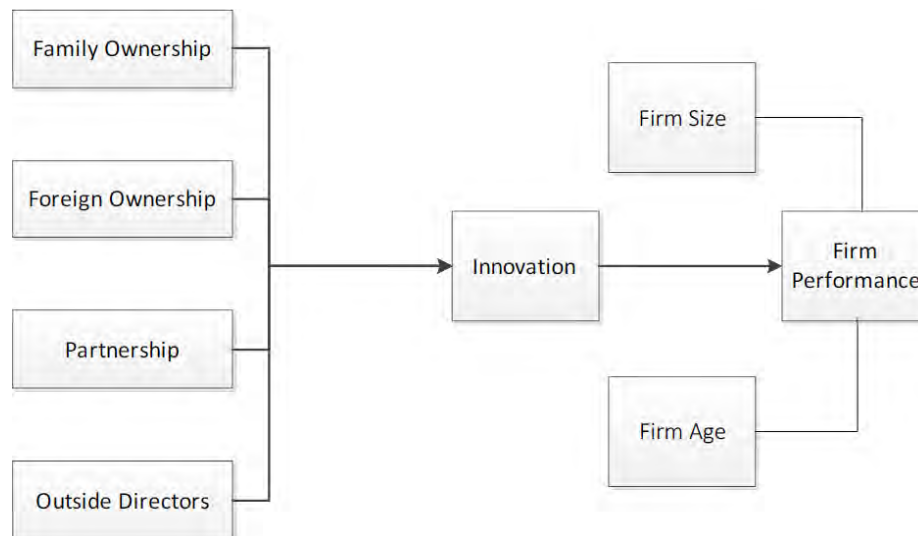 Family Ownership
Firm Size
Foreign Ownership
Innovation
Firm
Performance
Partnership
Firm Age
Outside Directors